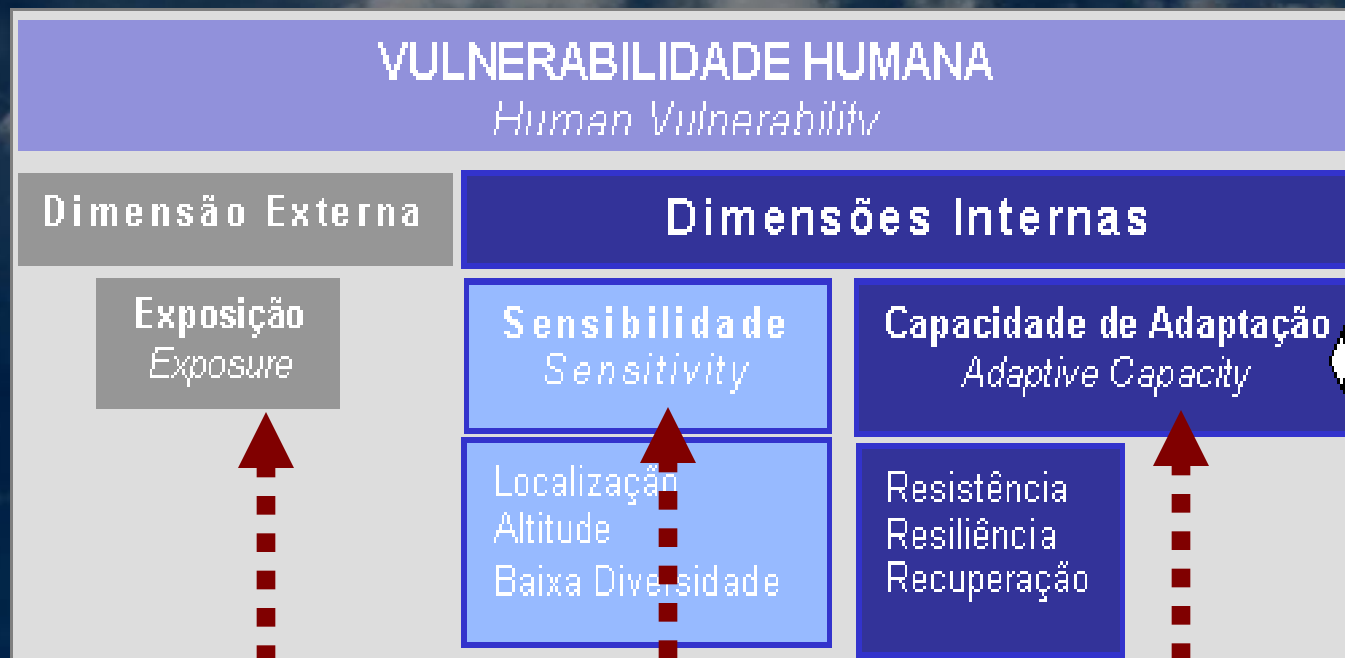 VULNERABILIDADE HUMANA
Human Vulnerability
Dimensão Externa
Dimensões Internas
Exposição
Exposure
Sensibilidade
Sensitivity
Capacidade de Adaptação
Adaptive Capacity
Localização
Altitude
Baixa Diversidade
Resistência
Resiliência
Recuperação